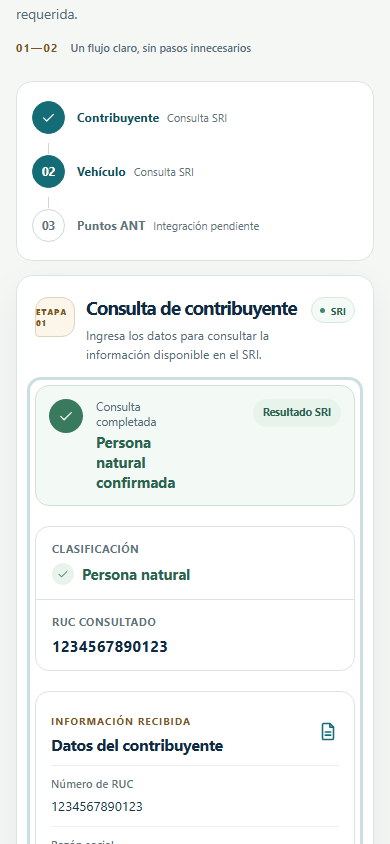 requerida.
01—02 Un flujo claro, sin pasos innecesarios
Contribuyente Consulta SRI
02 Vehículo Consulta SRI
03 Puntos ANT Integración pendiente
ETAPA
01
Consulta de contribuyente
SRI
Ingresa los datos para consultar la
información disponible en el SRI.
Consulta
completada
Persona
natural
confirmada
Resultado SRI
CLASIFICACIÓN
Persona natural
RUC CONSULTADO
1234567890123
INFORMACIÓN RECIBIDA
Datos del contribuyente
Número de RUC
1234567890123